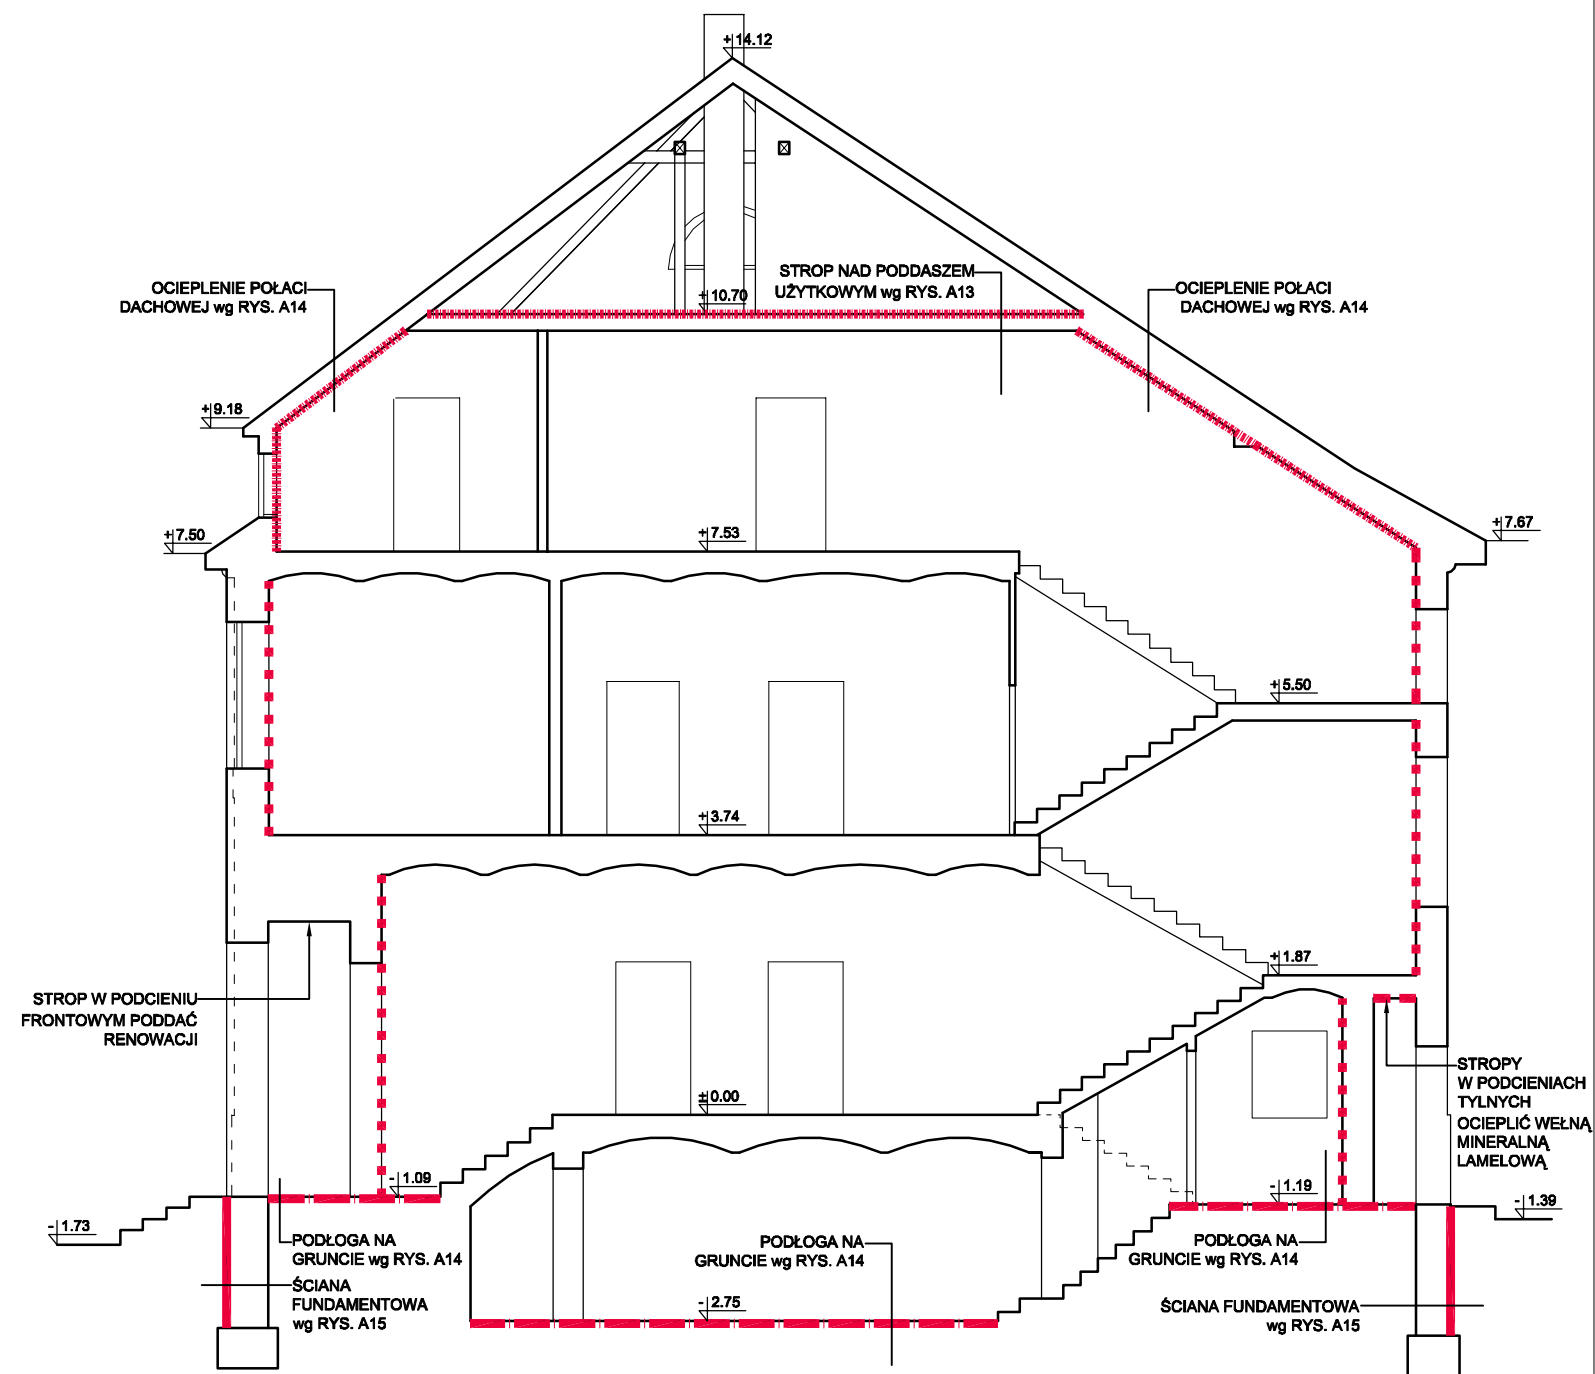 +14.12
STROP NAD PODDASZEM
UŻYTKOWYM wg RYS. A13
OCIEPLENIE POŁACI
DACHOWEJ wg RYS. A14
OCIEPLENIE POŁACI
DACHOWEJ wg RYS. A14
+10.70
+9.18
+7.50
+7.53
+7.67
+5.50
+3.74
+1.87
STROP W PODCIENIU
FRONTOWYM PODDAĆ
RENOWACJI
STROPY
W PODCIENIACH
TYLNYCH
OCIEPLIĆ WEŁNĄ
MINERALNĄ
LAMELOWĄ
±0.00
-1.09
-1.19
-1.39
-1.73
PODŁOGA NA
GRUNCIE wg RYS. A14
PODŁOGA NA
GRUNCIE wg RYS. A14
PODŁOGA NA
GRUNCIE wg RYS. A14
ŚCIANA
FUNDAMENTOWA
wg RYS. A15
-2.75
ŚCIANA FUNDAMENTOWA
wg RYS. A15